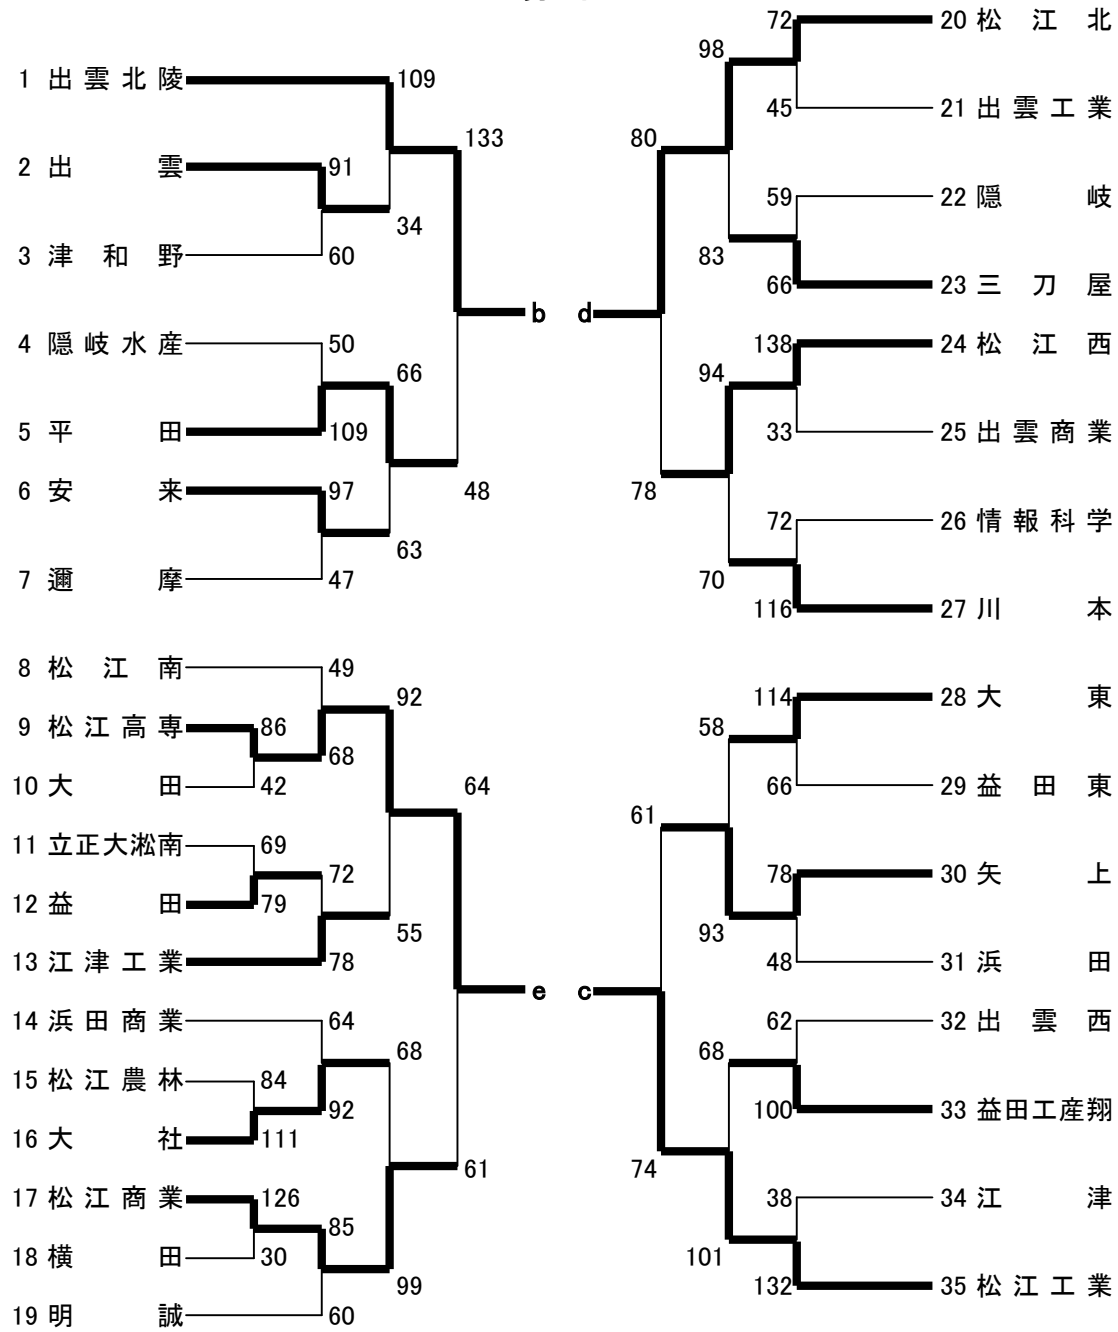 1 出雲北陵 109
133
2 出雲 91
34
3 津和野 60
b
4 隠岐水産 50
66
5 平田 109
6 安来 97
48
63
7 邇摩 47
8 松江南 49
92
9 松江高専 86
68
10 大田 42
64
11 立正大淞南 69
72
12 益田 79
55
13 江津工業 78
e
14 浜田商業 64
68
15 松江農林 84
92
16 大社 111
61
17 松江商業 126
85
18 横田 30
99
19 明誠 60
72 20 松江北
98
45 21 出雲工業
80
59 22 隠岐
83
66 23 三刀屋
d
138 24 松江西
94
33 25 出雲商業
78
72 26 情報科学
70
116 27 川本
114 28 大東
58
66 29 益田東
61
78 30 矢上
93
48 31 浜田
c
62 32 出雲西
68
100 33 益田工産翔
74
38 34 江津
101
132 35 松江工業